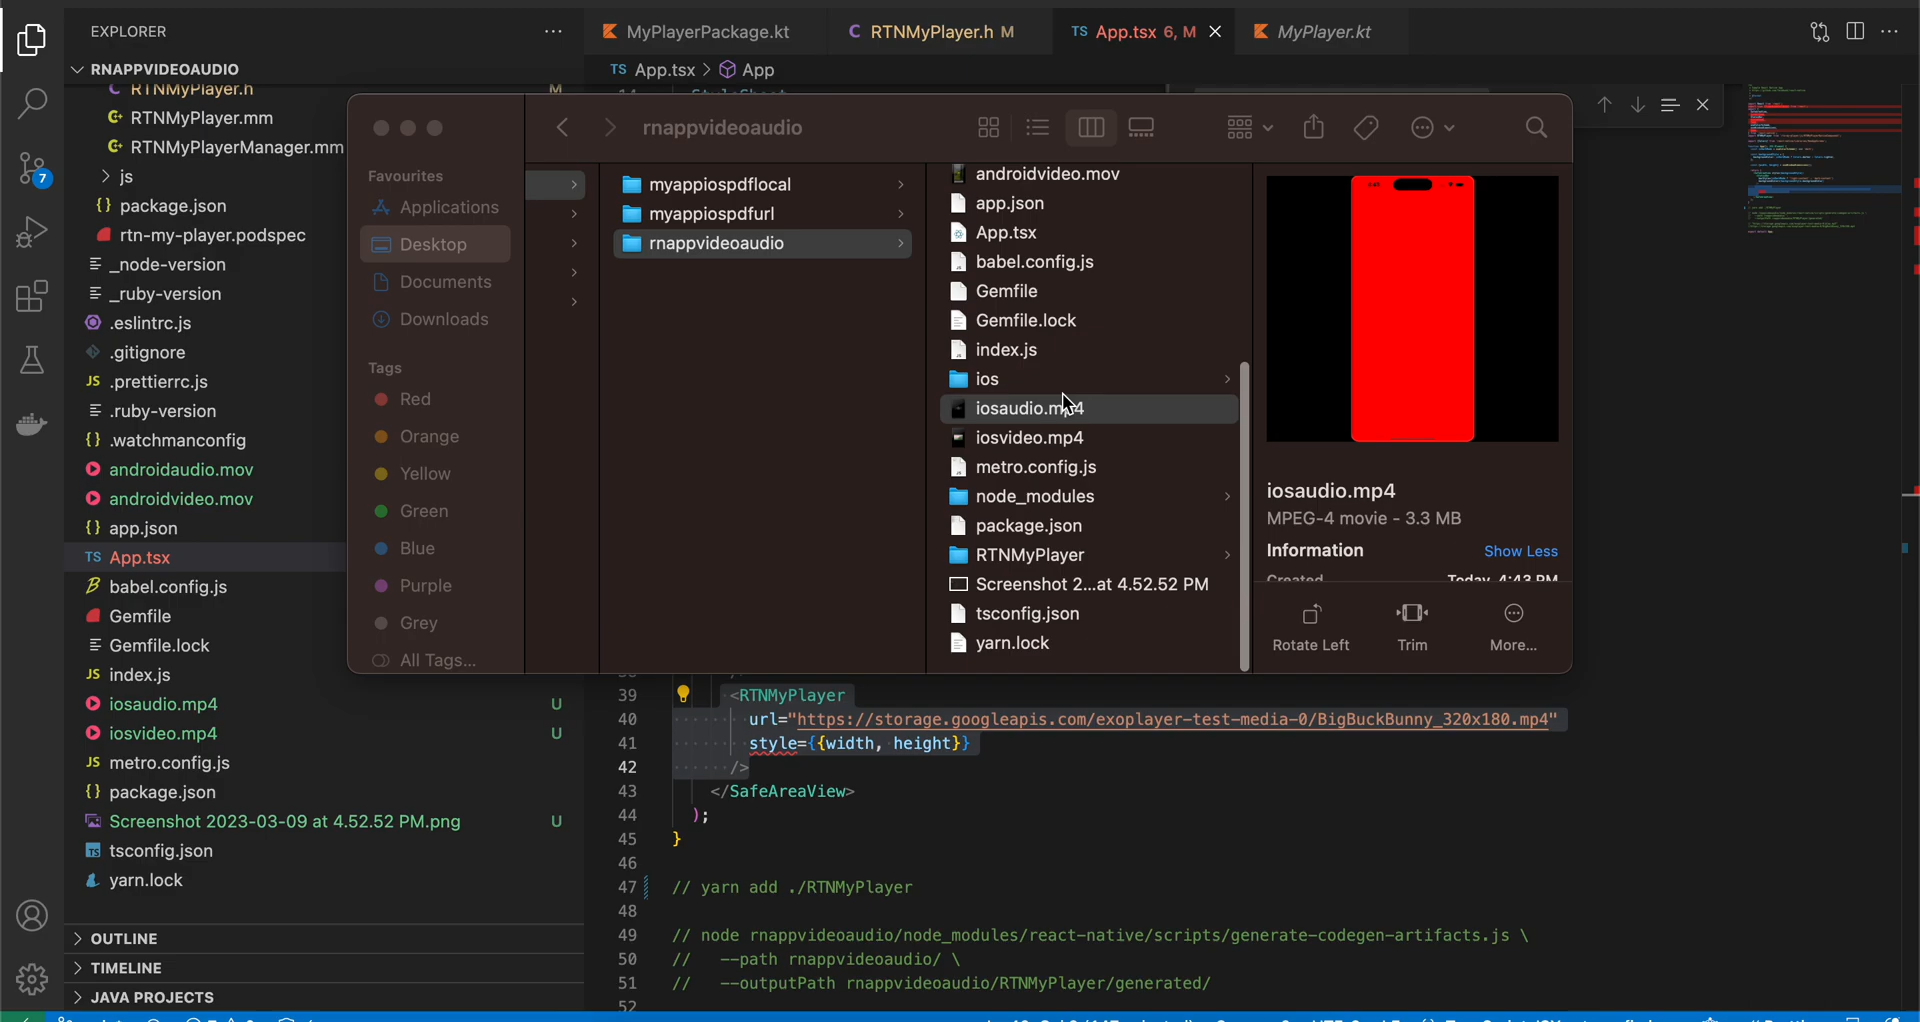 EXPLORER
MyPlayerPackage.kt
RTNMyPlayer.h M
TS App.tsx 6, M
MyPlayer.kt
RNAPPVIDEOAUDIO
TS App.tsx > App
RTNMyPlayer.h M
RTNMyPlayer.mm
RTNMyPlayerManager.mm
js
package.json
rtn-my-player.podspec
_node-version
_ruby-version
.eslintrc.js
.gitignore
.prettierrc.js
.ruby-version
.watchmanconfig
androidaudio.mov
androidvideo.mov
app.json
TS App.tsx
babel.config.js
Gemfile
Gemfile.lock
JS index.js
iosaudio.mp4 U
iosvideo.mp4 U
JS metro.config.js
package.json
Screenshot 2023-03-09 at 4.52.52 PM.png U
tsconfig.json
yarn.lock
OUTLINE
TIMELINE
JAVA PROJECTS
7
rnappvideoaudio
Favourites
Applications
Desktop
Documents
Downloads
Tags
Red
Orange
Yellow
Green
Blue
Purple
Grey
All Tags...
myappiospdflocal
myappiospdfurl
rnappvideoaudio
androidvideo.mov
app.json
App.tsx
babel.config.js
Gemfile
Gemfile.lock
index.js
ios
iosaudio.mp4
iosvideo.mp4
metro.config.js
node_modules
package.json
RTNMyPlayer
Screenshot 2...at 4.52.52 PM
tsconfig.json
yarn.lock
iosaudio.mp4
MPEG-4 movie - 3.3 MB
Information Show Less
Created Today, 4:43 PM
Rotate Left Trim More...
39 <RTNMyPlayer
40 url="https://storage.googleapis.com/exoplayer-test-media-0/BigBuckBunny_320x180.mp4"
41 style={{width, height}}
42 />
43 </SafeAreaView>
44 );
45 }
46
47 // yarn add ./RTNMyPlayer
48
49 // node rnappvideoaudio/node_modules/react-native/scripts/generate-codegen-artifacts.js \
50 // --path rnappvideoaudio/ \
51 // --outputPath rnappvideoaudio/RTNMyPlayer/generated/
52